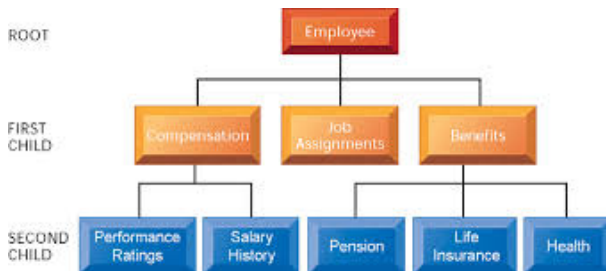 ROOT
Employee
FIRST
CHILD
Compensation
Job
Assignments
Benefits
SECOND
CHILD
Performance
Ratings
Salary
History
Pension
Life
Insurance
Health